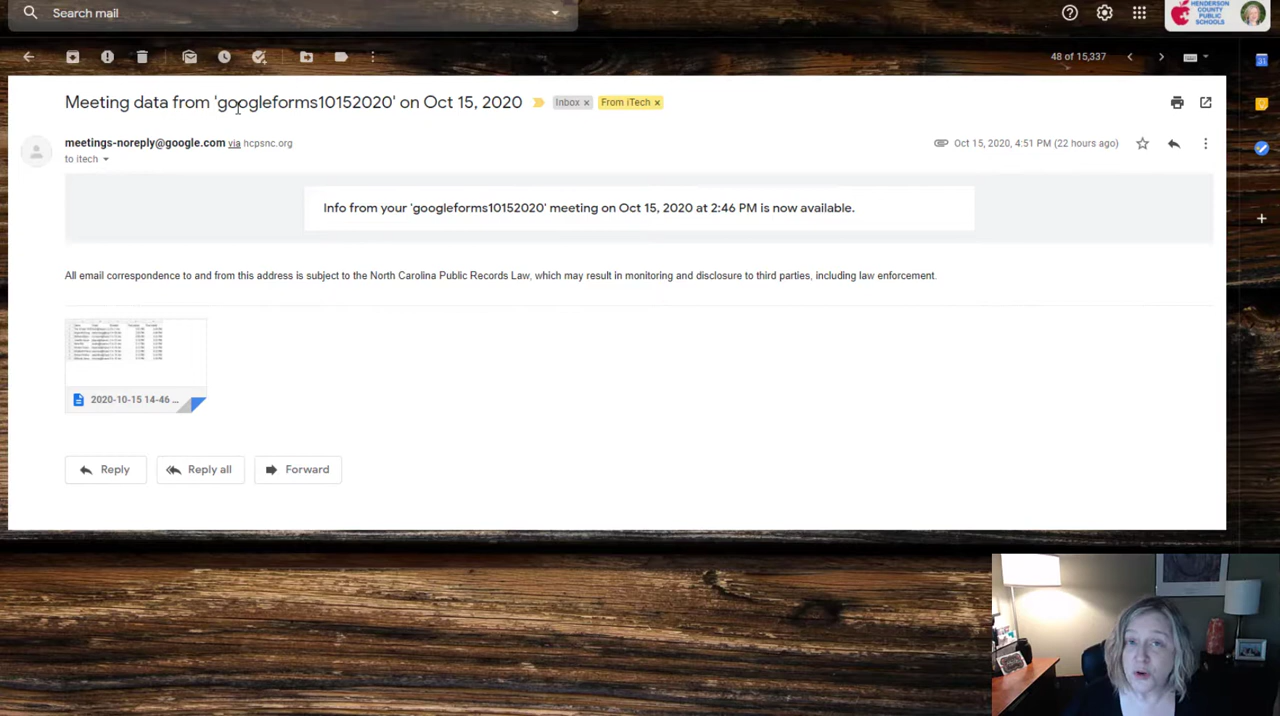 Search mail
HENDERSON
COUNTY
PUBLIC
SCHOOLS
48 of 15,337
Meeting data from 'googleforms10152020' on Oct 15, 2020
Inbox ×
From iTech ×
meetings-noreply@google.com via hcpsnc.org
Oct 15, 2020, 4:51 PM (22 hours ago)
to itech
Info from your 'googleforms10152020' meeting on Oct 15, 2020 at 2:46 PM is now available.
All email correspondence to and from this address is subject to the North Carolina Public Records Law, which may result in monitoring and disclosure to third parties, including law enforcement.
2020-10-15 14-46 ...
Reply
Reply all
Forward